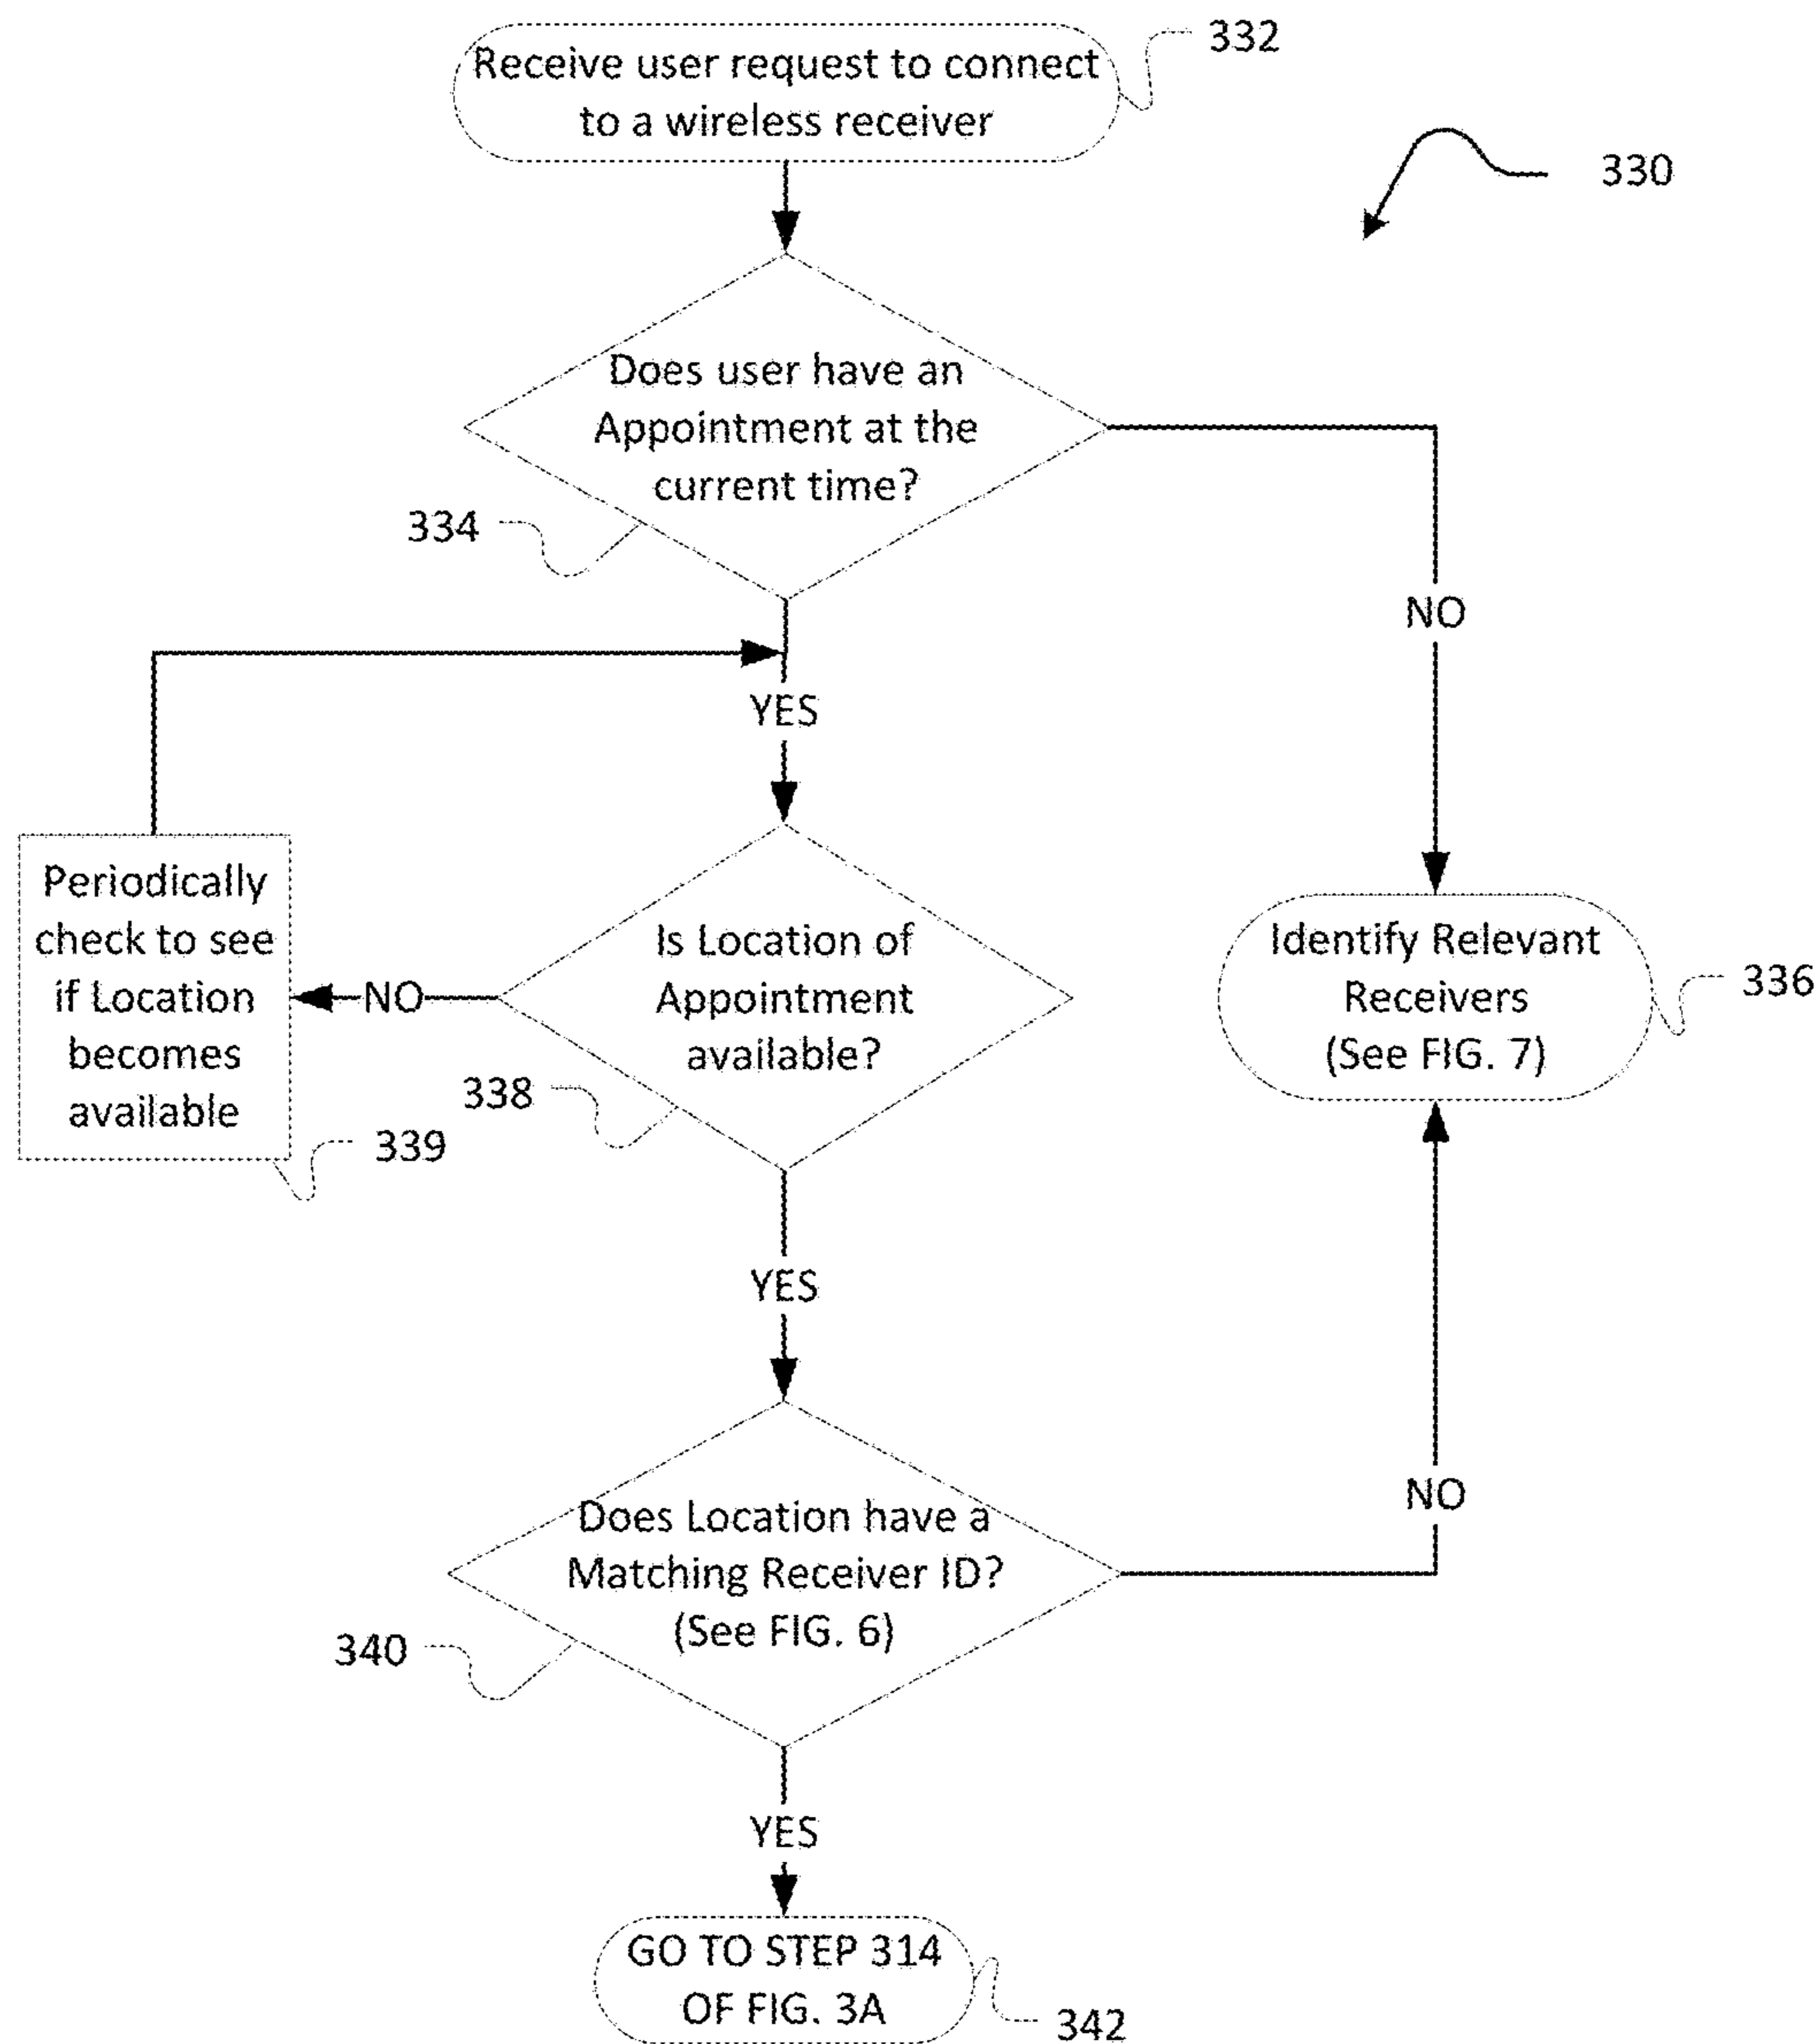 Receive user request to connect
to a wireless receiver
332
330
Does user have an
Appointment at the
current time?
334
NO
YES
Periodically
check to see
if Location
becomes
available
339
NO
Is Location of
Appointment
available?
338
Identify Relevant
Receivers
(See FIG. 7)
336
YES
Does Location have a
Matching Receiver ID?
(See FIG. 6)
340
NO
YES
GO TO STEP 314
OF FIG. 3A
342